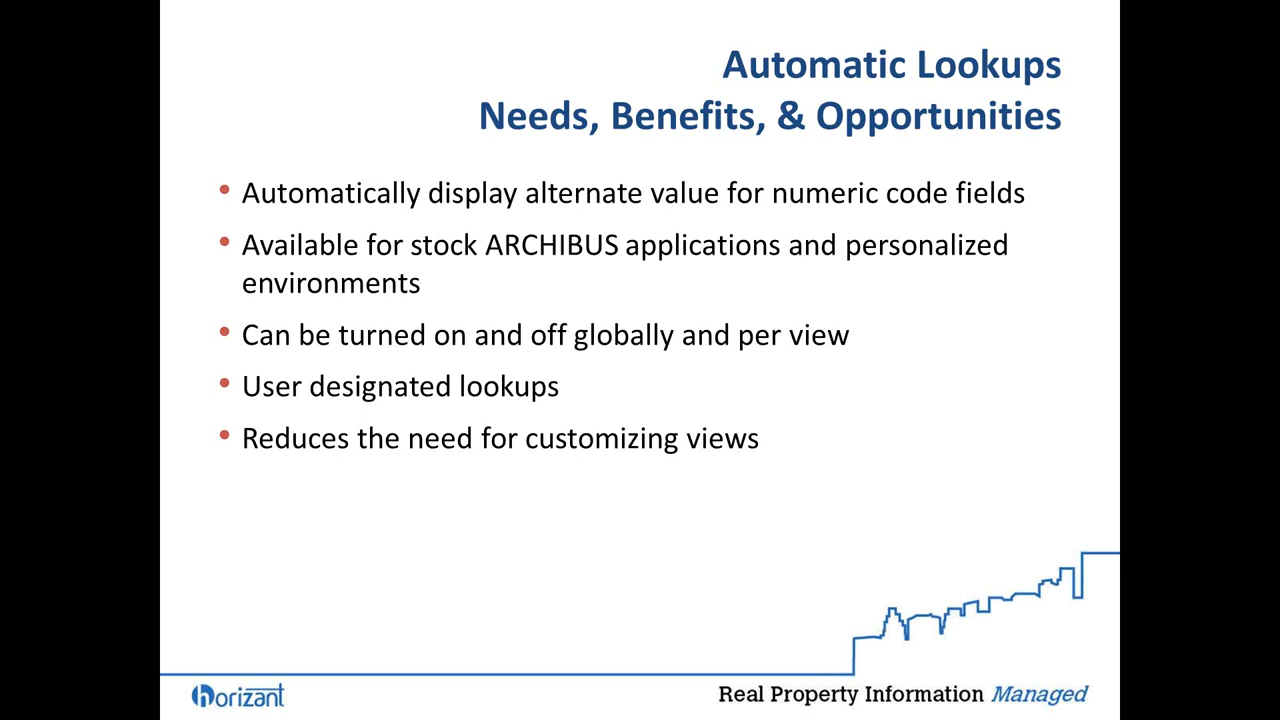 Automatic Lookups
Needs, Benefits, & Opportunities
• Automatically display alternate value for numeric code fields
• Available for stock ARCHIBUS applications and personalized
environments
• Can be turned on and off globally and per view
• User designated lookups
• Reduces the need for customizing views
horizant
Real Property Information Managed